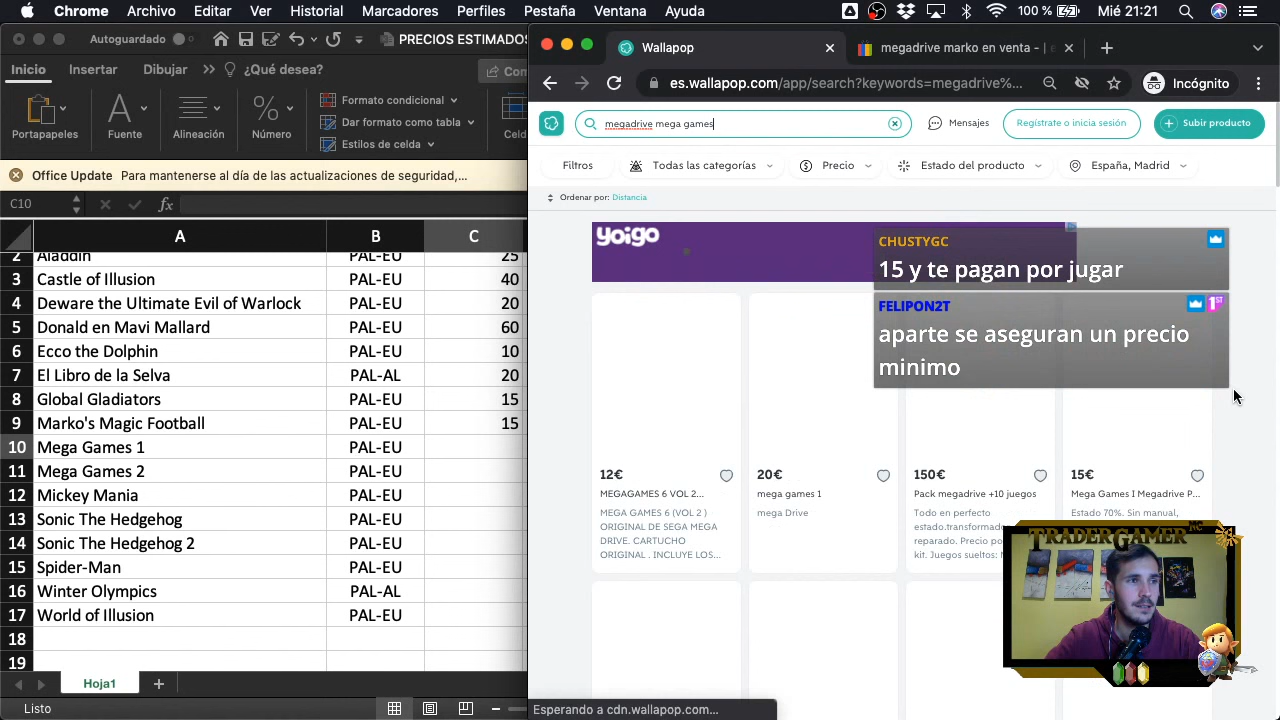 Chrome Archivo Editar Ver Historial Marcadores Perfiles Pestaña Ventana Ayuda 100 % Mié 21:21
Autoguardado PRECIOS ESTIMADOS
Inicio Insertar Dibujar >> ¿Qué desea? Com
Portapapeles Fuente Alineación Número
Formato condicional
Dar formato como tabla
Estilos de celda
Celd
Office Update Para mantenerse al día de las actualizaciones de seguridad,...
C10 fx
A B C
2 Aladdin PAL-EU 25
3 Castle of Illusion PAL-EU 40
4 Deware the Ultimate Evil of Warlock PAL-EU 20
5 Donald en Mavi Mallard PAL-EU 60
6 Ecco the Dolphin PAL-EU 10
7 El Libro de la Selva PAL-AL 20
8 Global Gladiators PAL-EU 15
9 Marko's Magic Football PAL-EU 15
10 Mega Games 1 PAL-EU
11 Mega Games 2 PAL-EU
12 Mickey Mania PAL-EU
13 Sonic The Hedgehog PAL-EU
14 Sonic The Hedgehog 2 PAL-EU
15 Spider-Man PAL-EU
16 Winter Olympics PAL-AL
17 World of Illusion PAL-EU
18
19
Hoja1 +
Listo
Wallapop
megadrive marko en venta - | e
es.wallapop.com/app/search?keywords=megadrive%... Incógnito
megadrive mega games
Mensajes Regístrate o inicia sesión Subir producto
Filtros Todas las categorías Precio Estado del producto España, Madrid
Ordenar por: Distancia
yoigo
CHUSTYGC
15 y te pagan por jugar
FELIPON2T 1ST
aparte se aseguran un precio
minimo
12€
MEGAGAMES 6 VOL 2...
MEGA GAMES 6 (VOL 2 )
ORIGINAL DE SEGA MEGA
DRIVE. CARTUCHO
ORIGINAL . INCLUYE LOS...
20€
mega games 1
mega Drive
150€
Pack megadrive +10 juegos
Todo en perfecto
estado.transformado
reparado. Precio po
kit. Juegos sueltos:
15€
Mega Games I Megadrive P...
Estado 70%. Sin manual,
TRADERGAMER
Esperando a cdn.wallapop.com...